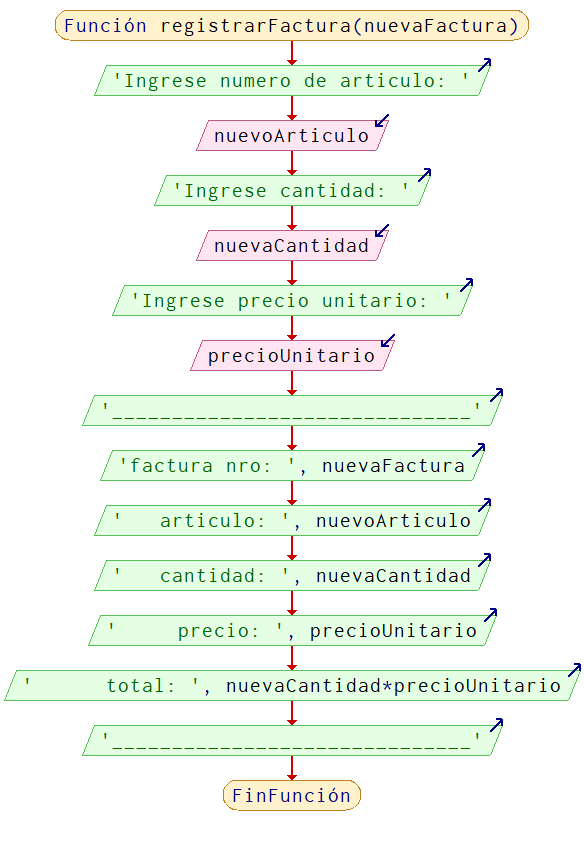 Función registrarFactura(nuevaFactura)
'Ingrese numero de articulo: '
nuevoArticulo
'Ingrese cantidad: '
nuevaCantidad
'Ingrese precio unitario: '
precioUnitario
'______________________________'
'factura nro: ', nuevaFactura
'   articulo: ', nuevoArticulo
'   cantidad: ', nuevaCantidad
'     precio: ', precioUnitario
'      total: ', nuevaCantidad*precioUnitario
'______________________________'
FinFunción